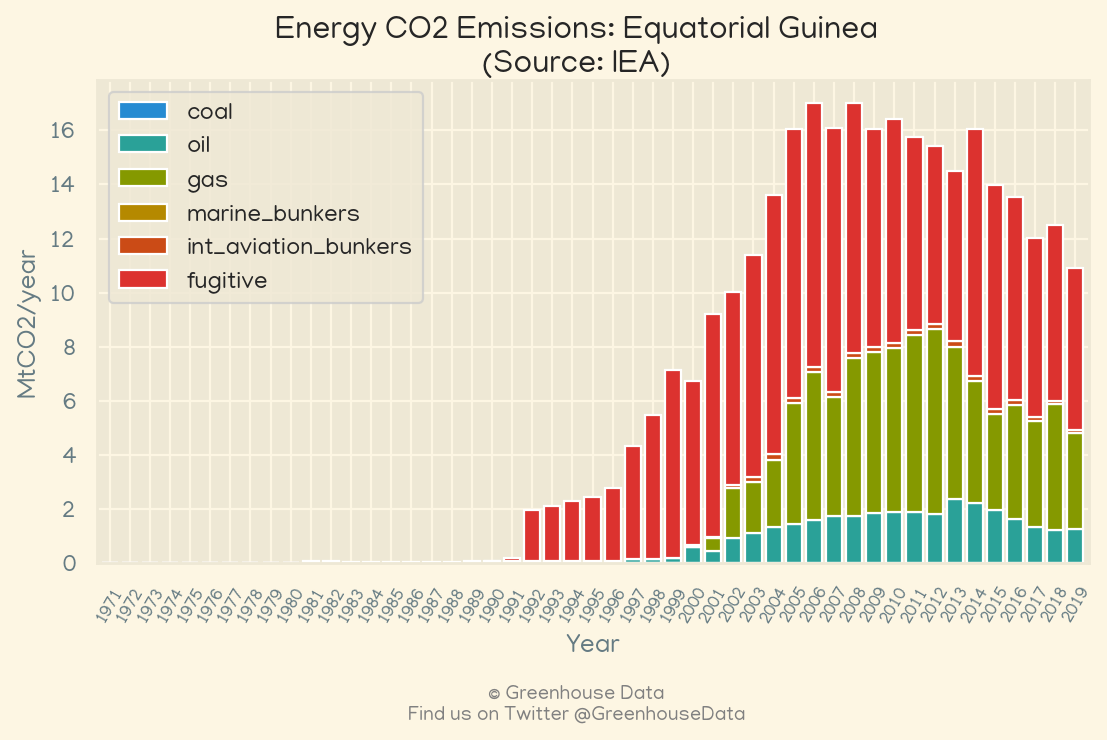 Energy CO2 Emissions: Equatorial Guinea
(Source: IEA)
coal
oil
gas
marine_bunkers
int_aviation_bunkers
fugitive
MtCO2/year
16
14
12
10
8
6
4
2
0
1971 1972 1973 1974 1975 1976 1977 1978 1979 1980 1981 1982 1983 1984 1985 1986 1987 1988 1989 1990 1991 1992 1993 1994 1995 1996 1997 1998 1999 2000 2001 2002 2003 2004 2005 2006 2007 2008 2009 2010 2011 2012 2013 2014 2015 2016 2017 2018 2019
Year
© Greenhouse Data
Find us on Twitter @GreenhouseData